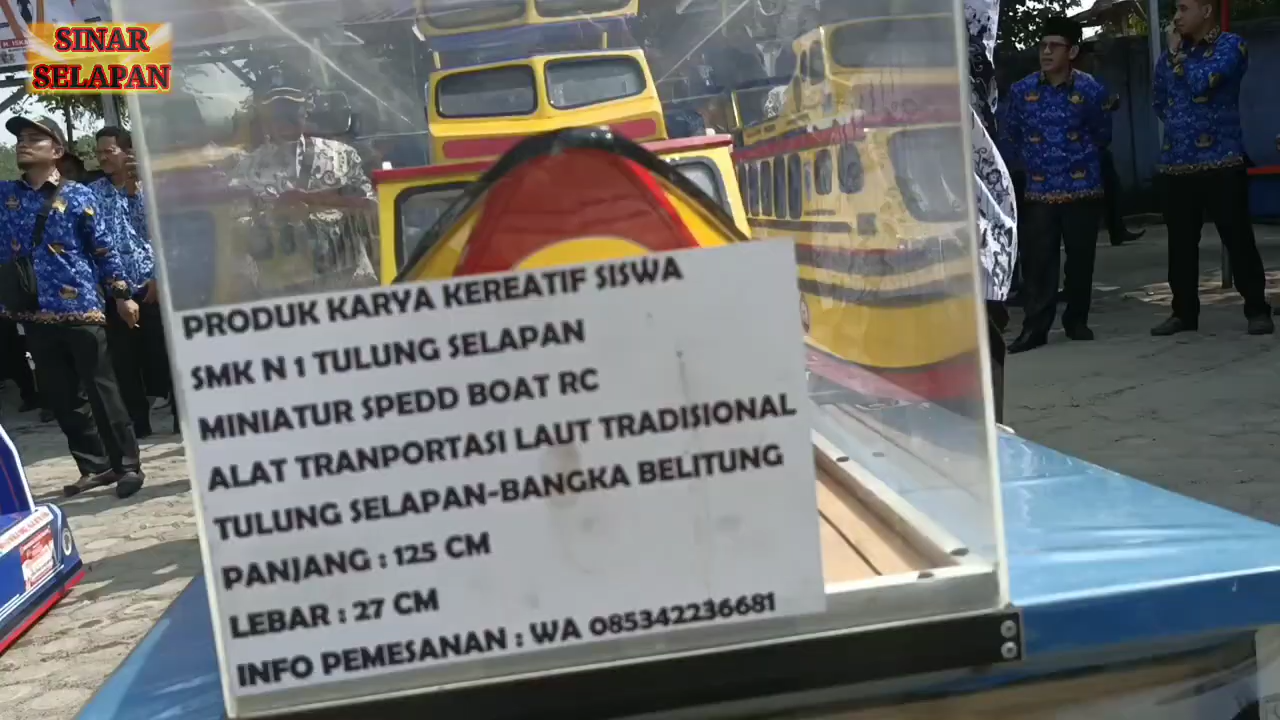 SINAR
SELAPAN
PRODUK KARYA KEREATIF SISWA
SMK N 1 TULUNG SELAPAN
MINIATUR SPEDD BOAT RC
ALAT TRANPORTASI LAUT TRADISIONAL
TULUNG SELAPAN-BANGKA BELITUNG
PANJANG : 125 CM
LEBAR : 27 CM
INFO PEMESANAN : WA 085342236681